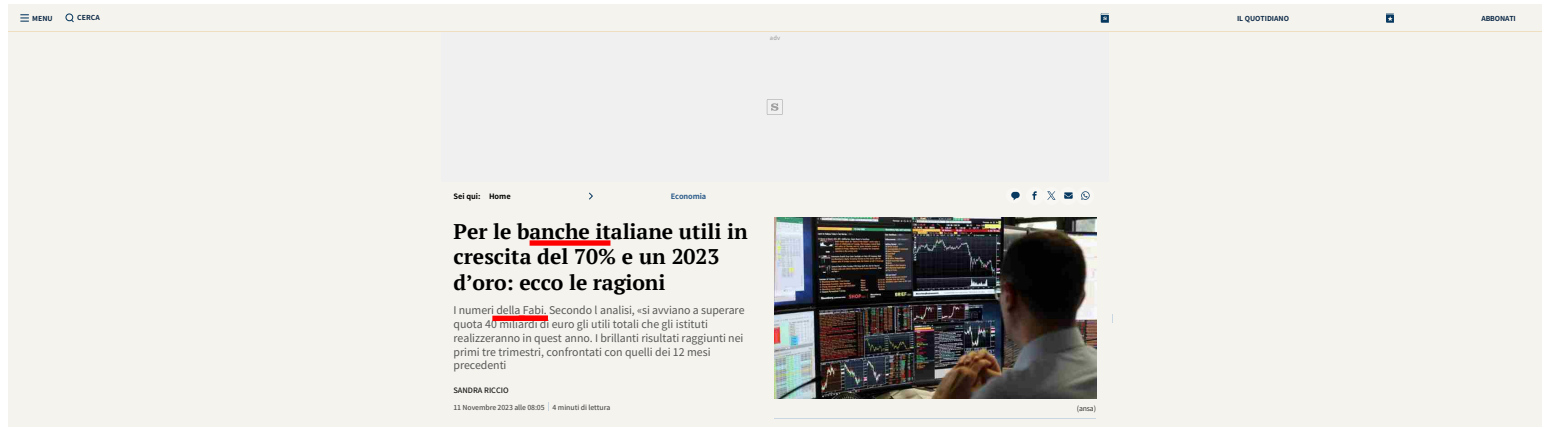 MENU CERCA IL QUOTIDIANO ABBONATI
adv
S
Sei qui: Home > Economia
Per le banche italiane utili in
crescita del 70% e un 2023
d’oro: ecco le ragioni
I numeri della Fabi. Secondo l analisi, «si avviano a superare
quota 40 miliardi di euro gli utili totali che gli istituti
realizzeranno in quest anno. I brillanti risultati raggiunti nei
primi tre trimestri, confrontati con quelli dei 12 mesi
precedenti
SANDRA RICCIO
11 Novembre 2023 alle 08:05 | 4 minuti di lettura
(ansa)